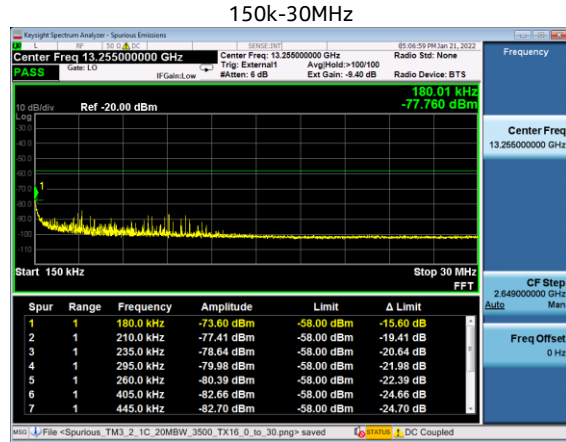 150k-30MHz
Keysight Spectrum Analyzer - Spurious Emissions
L RF 50 Ω DC SENSE:INT 05:06:59 PM Jan 21, 2022
Center Freq 13.255000000 GHz
Center Freq: 13.255000000 GHz
Radio Std: None
Frequency
PASS
Gate: LO
IFGain:Low
Trig: External1
Avg|Hold:>100/100
#Atten: 6 dB
Ext Gain: -9.40 dB
Radio Device: BTS
180.01 kHz
-77.760 dBm
10 dB/div
Ref -20.00 dBm
Log
-30.0
-40.0
-50.0
-60.0
-70.0
-80.0
-90.0
-100
-110
1
Center Freq
13.255000000 GHz
Start 150 kHz
Stop 30 MHz
FFT
CF Step
2.649000000 GHz
Auto Man
Spur Range Frequency Amplitude Limit Δ Limit
1 1 180.0 kHz -73.60 dBm -58.00 dBm -15.60 dB
2 1 210.0 kHz -77.41 dBm -58.00 dBm -19.41 dB
3 1 235.0 kHz -78.64 dBm -58.00 dBm -20.64 dB
4 1 295.0 kHz -79.98 dBm -58.00 dBm -21.98 dB
5 1 260.0 kHz -80.39 dBm -58.00 dBm -22.39 dB
6 1 405.0 kHz -82.66 dBm -58.00 dBm -24.66 dB
7 1 445.0 kHz -82.70 dBm -58.00 dBm -24.70 dB
Freq Offset
0 Hz
MSG File <Spurious_TM3_2_1C_20MBW_3500_TX16_0_to_30.png> saved STATUS DC Coupled